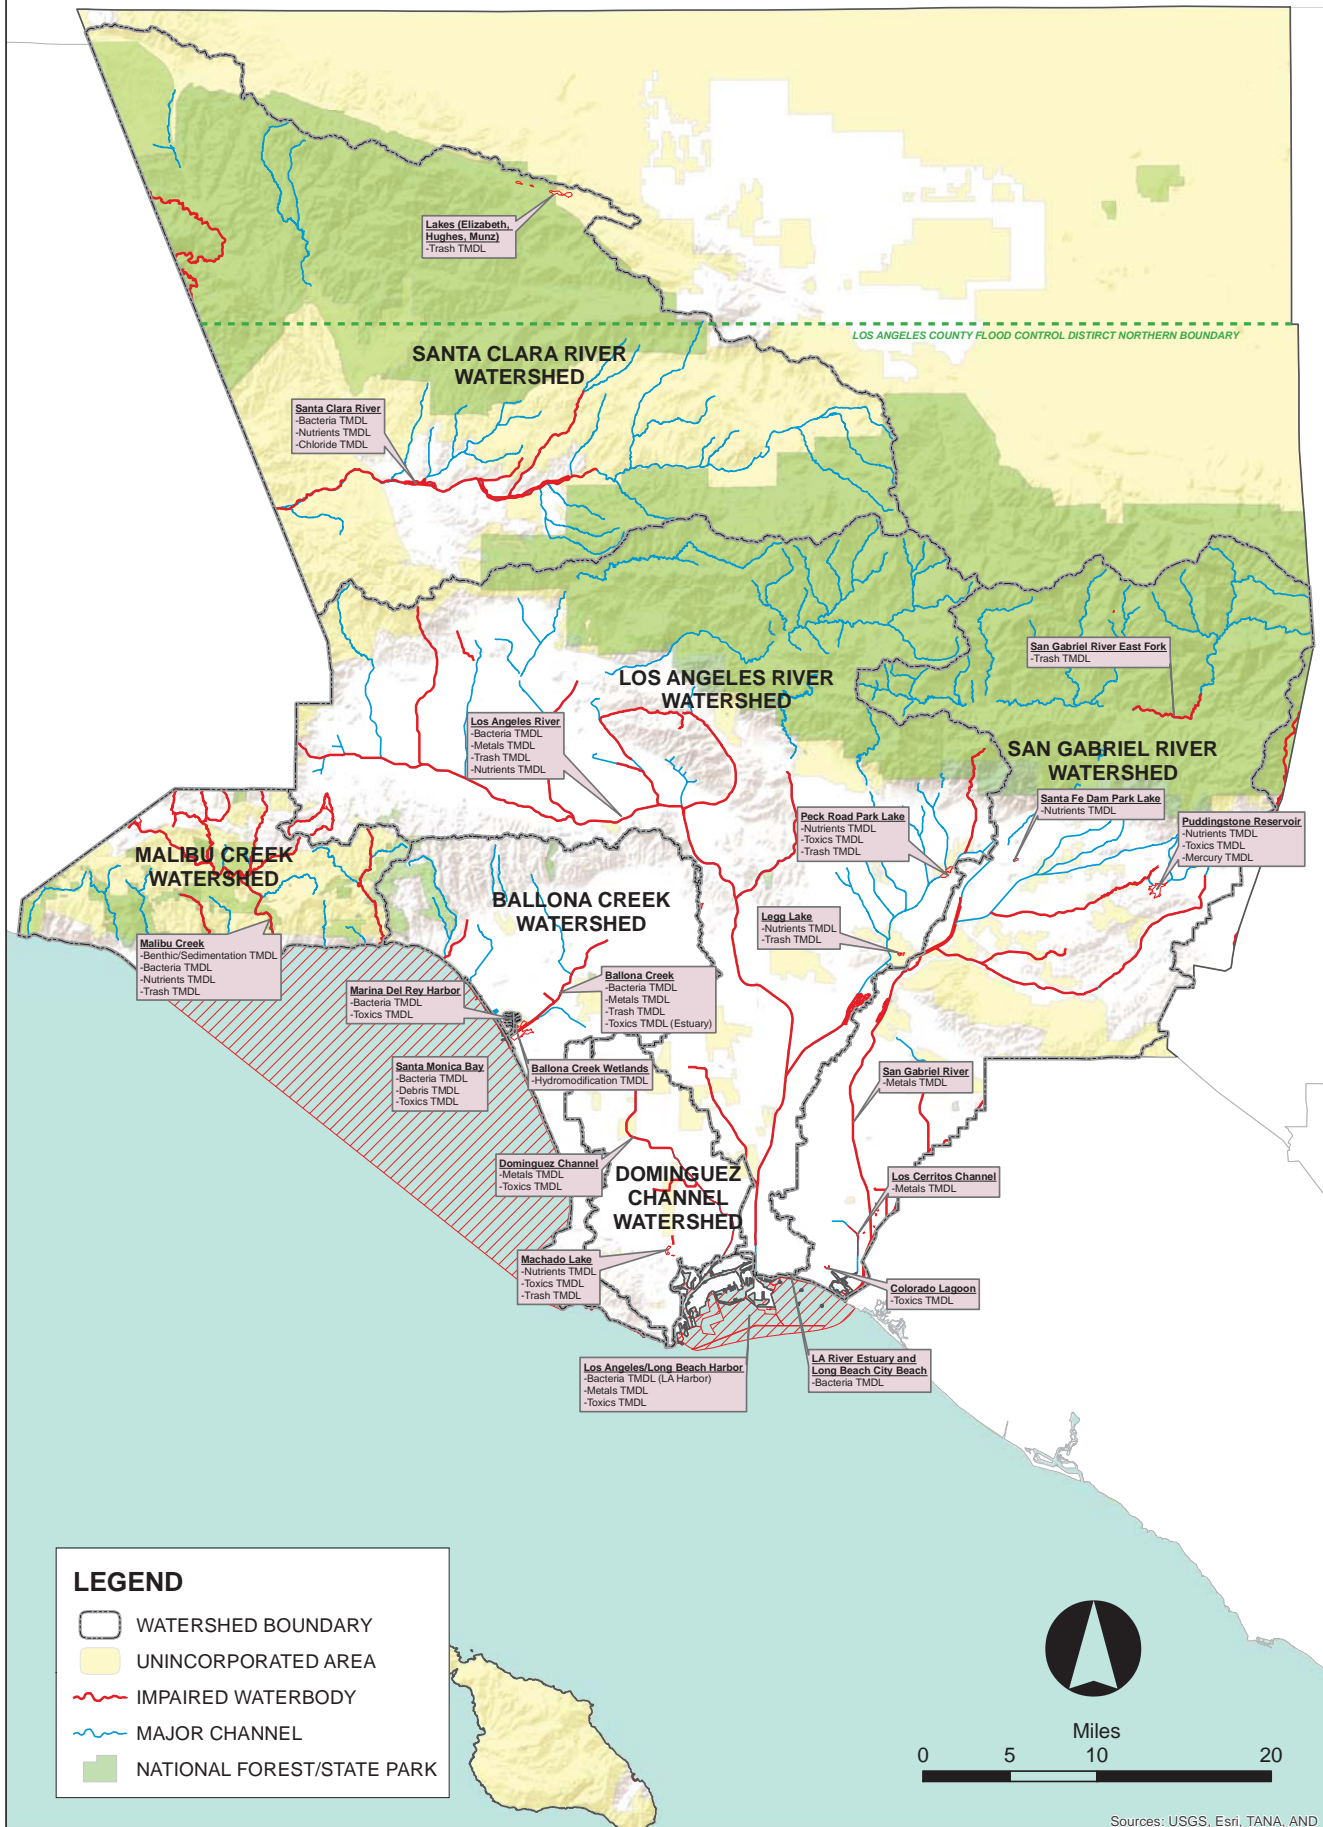 Lakes (Elizabeth,
Hughes, Munz)
-Trash TMDL
LOS ANGELES COUNTY FLOOD CONTROL DISTIRCT NORTHERN BOUNDARY
SANTA CLARA RIVER
WATERSHED
Santa Clara River
-Bacteria TMDL
-Nutrients TMDL
-Chloride TMDL
San Gabriel River East Fork
-Trash TMDL
LOS ANGELES RIVER
WATERSHED
Los Angeles River
-Bacteria TMDL
-Metals TMDL
-Trash TMDL
-Nutrients TMDL
SAN GABRIEL RIVER
WATERSHED
Santa Fe Dam Park Lake
-Nutrients TMDL
Peck Road Park Lake
-Nutrients TMDL
-Toxics TMDL
-Trash TMDL
Puddingstone Reservoir
-Nutrients TMDL
-Toxics TMDL
-Mercury TMDL
MALIBU CREEK
WATERSHED
BALLONA CREEK
WATERSHED
Legg Lake
-Nutrients TMDL
-Trash TMDL
Malibu Creek
-Benthic/Sedimentation TMDL
-Bacteria TMDL
-Nutrients TMDL
-Trash TMDL
Marina Del Rey Harbor
-Bacteria TMDL
-Toxics TMDL
Ballona Creek
-Bacteria TMDL
-Metals TMDL
-Trash TMDL
-Toxics TMDL (Estuary)
Santa Monica Bay
-Bacteria TMDL
-Debris TMDL
-Toxics TMDL
Ballona Creek Wetlands
-Hydromodification TMDL
San Gabriel River
-Metals TMDL
Dominguez Channel
-Metals TMDL
-Toxics TMDL
DOMINGUEZ
CHANNEL
WATERSHED
Los Cerritos Channel
-Metals TMDL
Machado Lake
-Nutrients TMDL
-Toxics TMDL
-Trash TMDL
Colorado Lagoon
-Toxics TMDL
Los Angeles/Long Beach Harbor
-Bacteria TMDL (LA Harbor)
-Metals TMDL
-Toxics TMDL
LA River Estuary and
Long Beach City Beach
-Bacteria TMDL
LEGEND
WATERSHED BOUNDARY
UNINCORPORATED AREA
IMPAIRED WATERBODY
MAJOR CHANNEL
NATIONAL FOREST/STATE PARK
Miles
0 5 10 20
Sources: USGS, Esri, TANA, AND